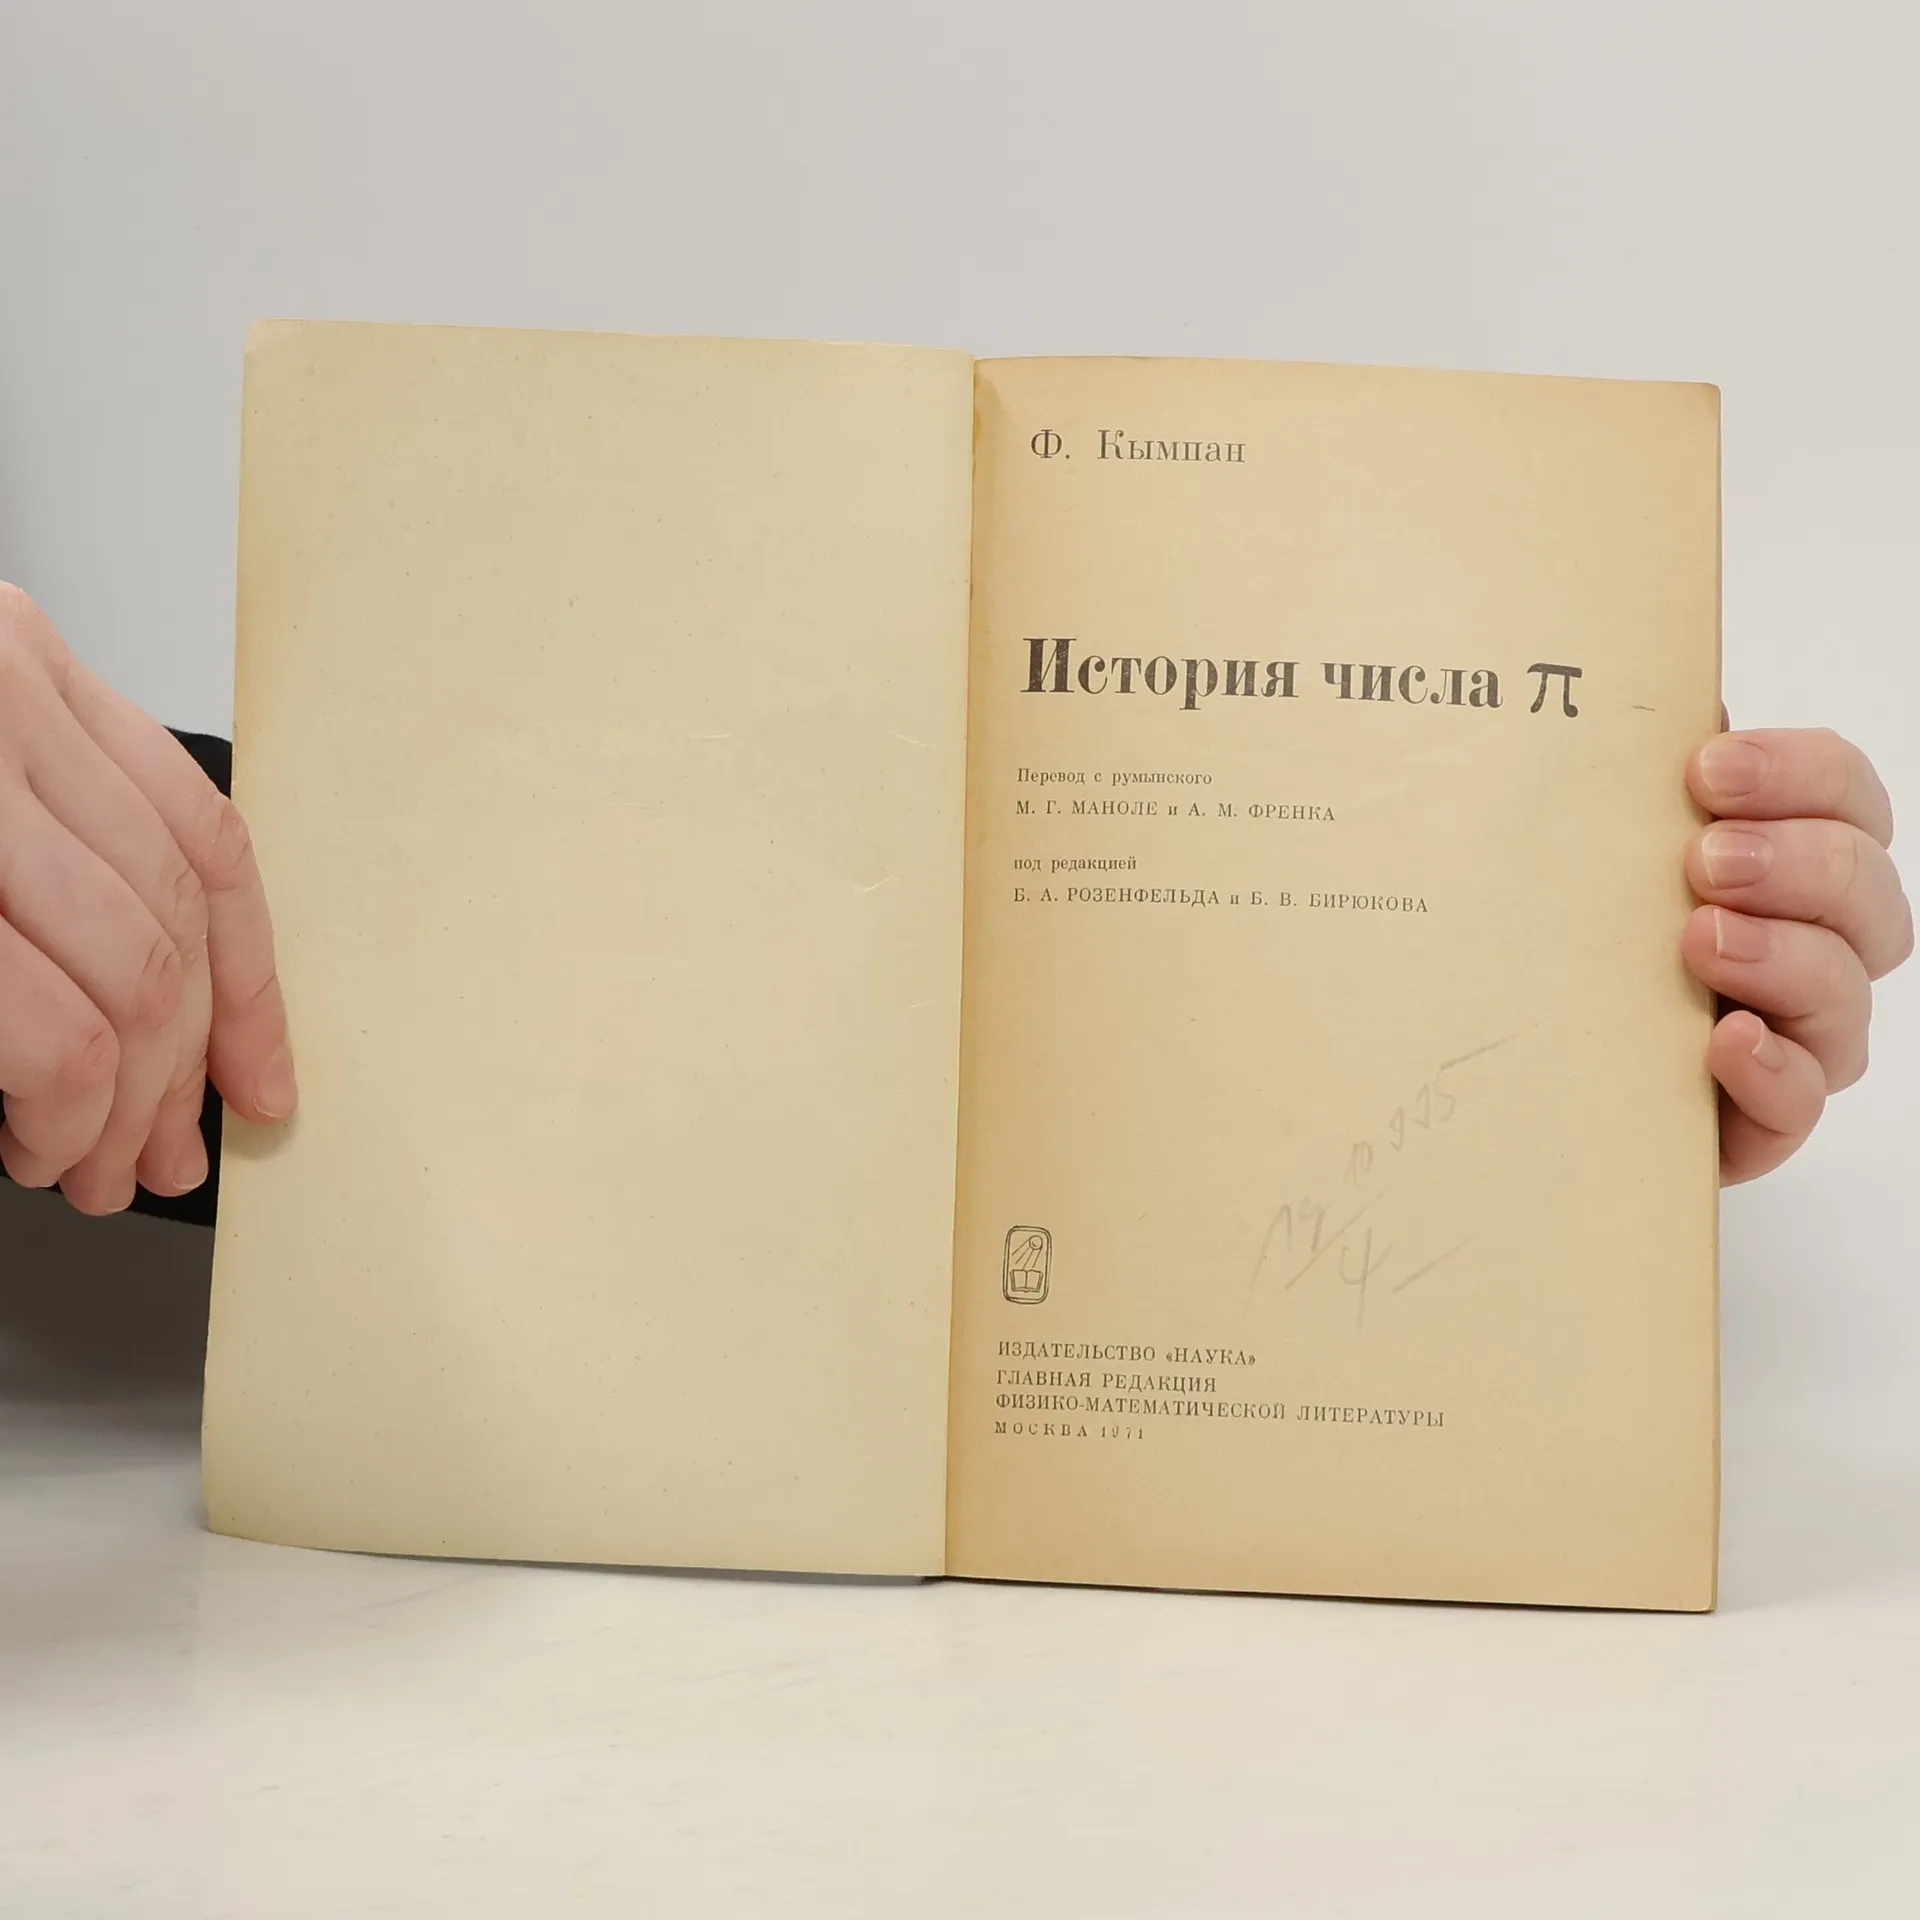 Ф. Кымпан
История числа π
Перевод с румынского
М. Г. МАНОЛЕ и А. М. ФРЕНКА
под редакцией
Б. А. РОЗЕНФЕЛЬДА и Б. В. БИРЮКОВА
ИЗДАТЕЛЬСТВО «НАУКА»
ГЛАВНАЯ РЕДАКЦИЯ
ФИЗИКО-МАТЕМАТИЧЕСКОЙ ЛИТЕРАТУРЫ
МОСКВА 1971